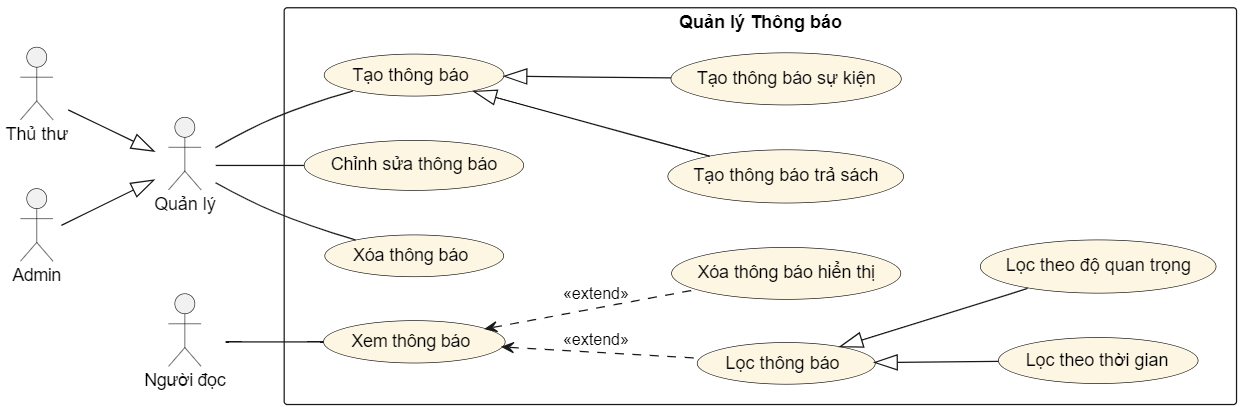 Quản lý Thông báo
Thủ thư
Admin
Quản lý
Người đọc
Tạo thông báo
Chỉnh sửa thông báo
Xóa thông báo
Xem thông báo
Tạo thông báo sự kiện
Tạo thông báo trả sách
Xóa thông báo hiển thị
«extend»
«extend»
Lọc thông báo
Lọc theo độ quan trọng
Lọc theo thời gian